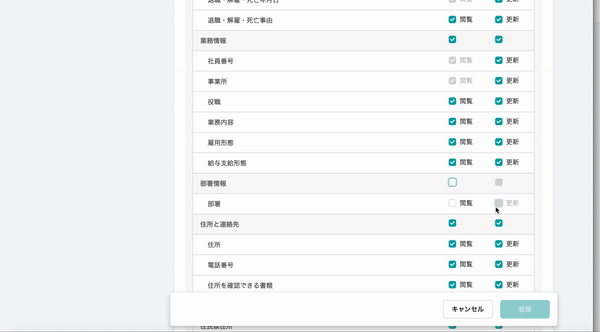 退職・解雇・死亡年月日
退職・解雇・死亡事由 閲覧 更新
業務情報
社員番号 閲覧 更新
事業所 閲覧 更新
役職 閲覧 更新
業務内容 閲覧 更新
雇用形態 閲覧 更新
給与支給形態 閲覧 更新
部署情報
部署 閲覧 更新
住所と連絡先
住所 閲覧 更新
電話番号 閲覧 更新
住所を確認できる書類 閲覧 更新
キャンセル 登録
住民票住所